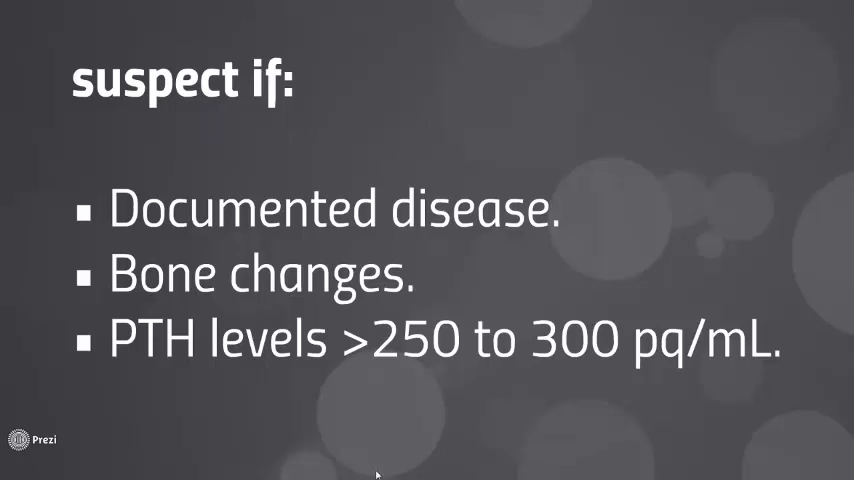 suspect if:
▪ Documented disease.
▪ Bone changes.
▪ PTH levels >250 to 300 pq/mL.
Prezi